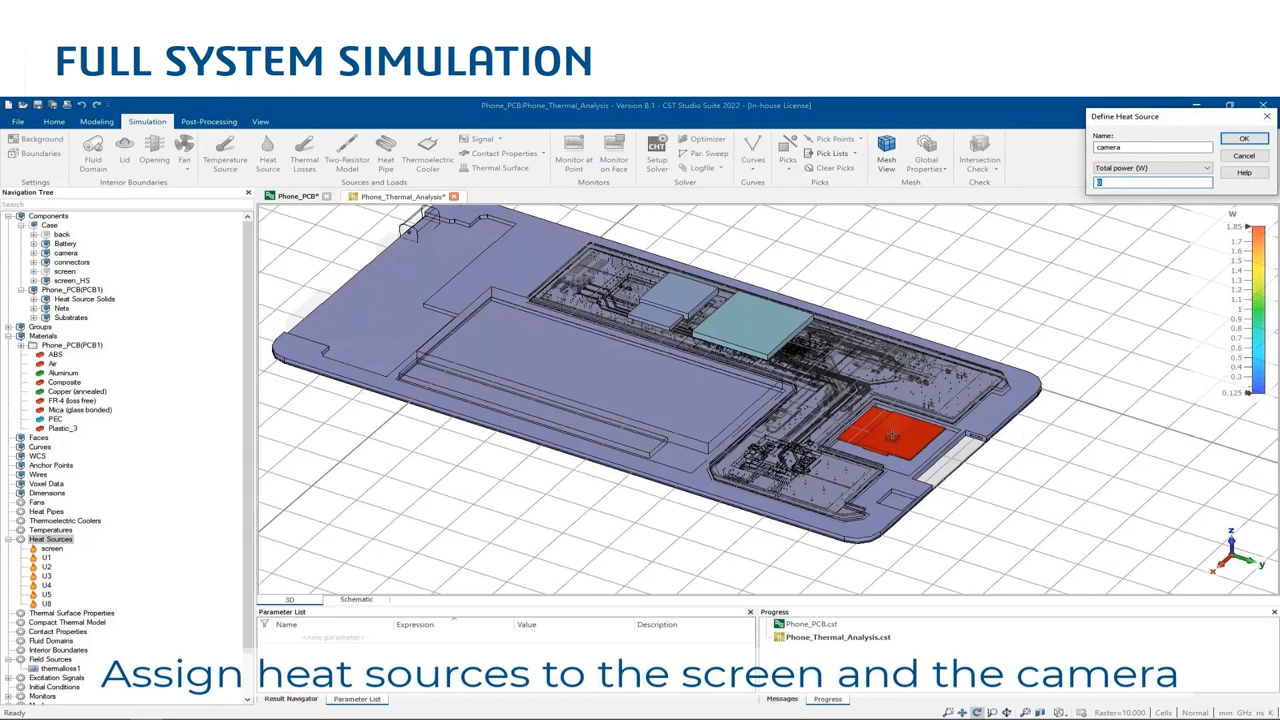 FULL SYSTEM SIMULATION
Phone_PCB:Phone_Thermal_Analysis - Version B.1 - CST Studio Suite 2022 - [In-house License]
File Home Modeling Simulation Post-Processing View
Background
Boundaries
Settings
Fluid Domain
Lid
Opening
Fan
Interior Boundaries
Temperature Source
Heat Source
Thermal Losses
Two-Resistor Model
Heat Pipe
Thermoelectric Cooler
Signal
Contact Properties
Thermal Surface
Sources and Loads
Monitor at Point
Monitor on Face
Monitors
Setup Solver
Optimizer
Par. Sweep
Logfile
Solver
Curves
Curves
Picks
Pick Points
Pick Lists
Clear Picks
Picks
Mesh View
Global Properties
Mesh
Intersection Check
Check
Define Heat Source
Name:
camera
Total power (W)
0
OK
Cancel
Help
Navigation Tree
Search
Components
Case
back
Battery
camera
connectors
screen
screen_HS
Phone_PCB(PCB1)
Heat Source Solids
Nets
Substrates
Groups
Materials
Phone_PCB(PCB1)
ABS
Air
Aluminum
Composite
Copper (annealed)
FR-4 (loss free)
Mica (glass bonded)
PEC
Plastic_3
Faces
Curves
WCS
Anchor Points
Wires
Voxel Data
Dimensions
Fans
Heat Pipes
Thermoelectric Coolers
Temperatures
Heat Sources
screen
U1
U2
U3
U4
U5
U8
Thermal Surface Properties
Compact Thermal Model
Contact Properties
Fluid Domains
Interior Boundaries
Field Sources
thermalloss1
Excitation Signals
Initial Conditions
Monitors
Phone_PCB*
Phone_Thermal_Analysis*
W
1.85
1.7
1.6
1.5
1.4
1.3
1.2
1.1
1
0.9
0.8
0.7
0.6
0.5
0.4
0.3
0.125
z
x
y
3D Schematic
Parameter List
Name Expression Value Description
<new parameter>
Progress
Phone_PCB.cst
Phone_Thermal_Analysis.cst
Assign heat sources to the screen and the camera
Result Navigator Parameter List
Messages Progress
Ready
Raster=10.000 Cells Normal mm GHz ns K